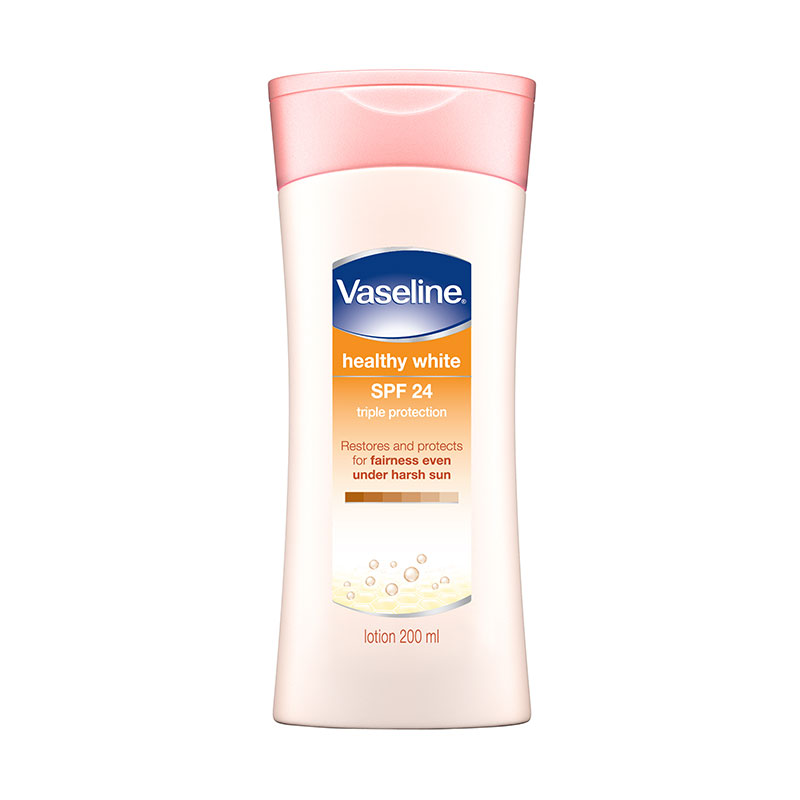 Vaseline®
healthy white
SPF 24
triple protection
Restores and protects
for fairness even
under harsh sun
lotion 200 ml